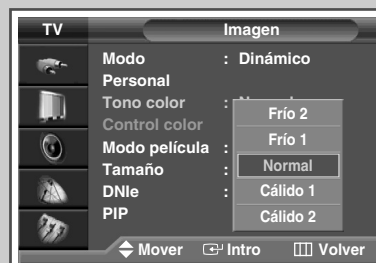 TV Imagen
Modo : Dinámico
Personal
Tono color :
Control color
Modo película :
Tamaño :
DNIe :
PIP
Frío 2
Frío 1
Normal
Cálido 1
Cálido 2
Mover Intro Volver